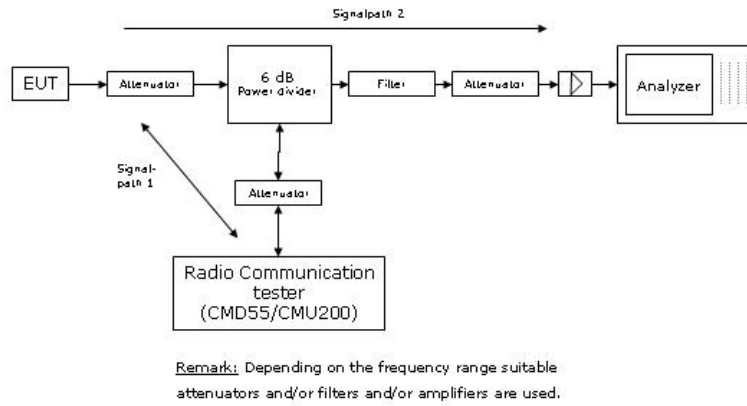 Signalpath 2
EUT
Attenuator
6 dB
Power divider
Filter
Attenuator
Analyzer
Signal-
path 1
Attenuator
Radio Communication
tester
(CMD55/CMU200)
Remark: Depending on the frequency range suitable
attenuators and/or filters and/or amplifiers are used.